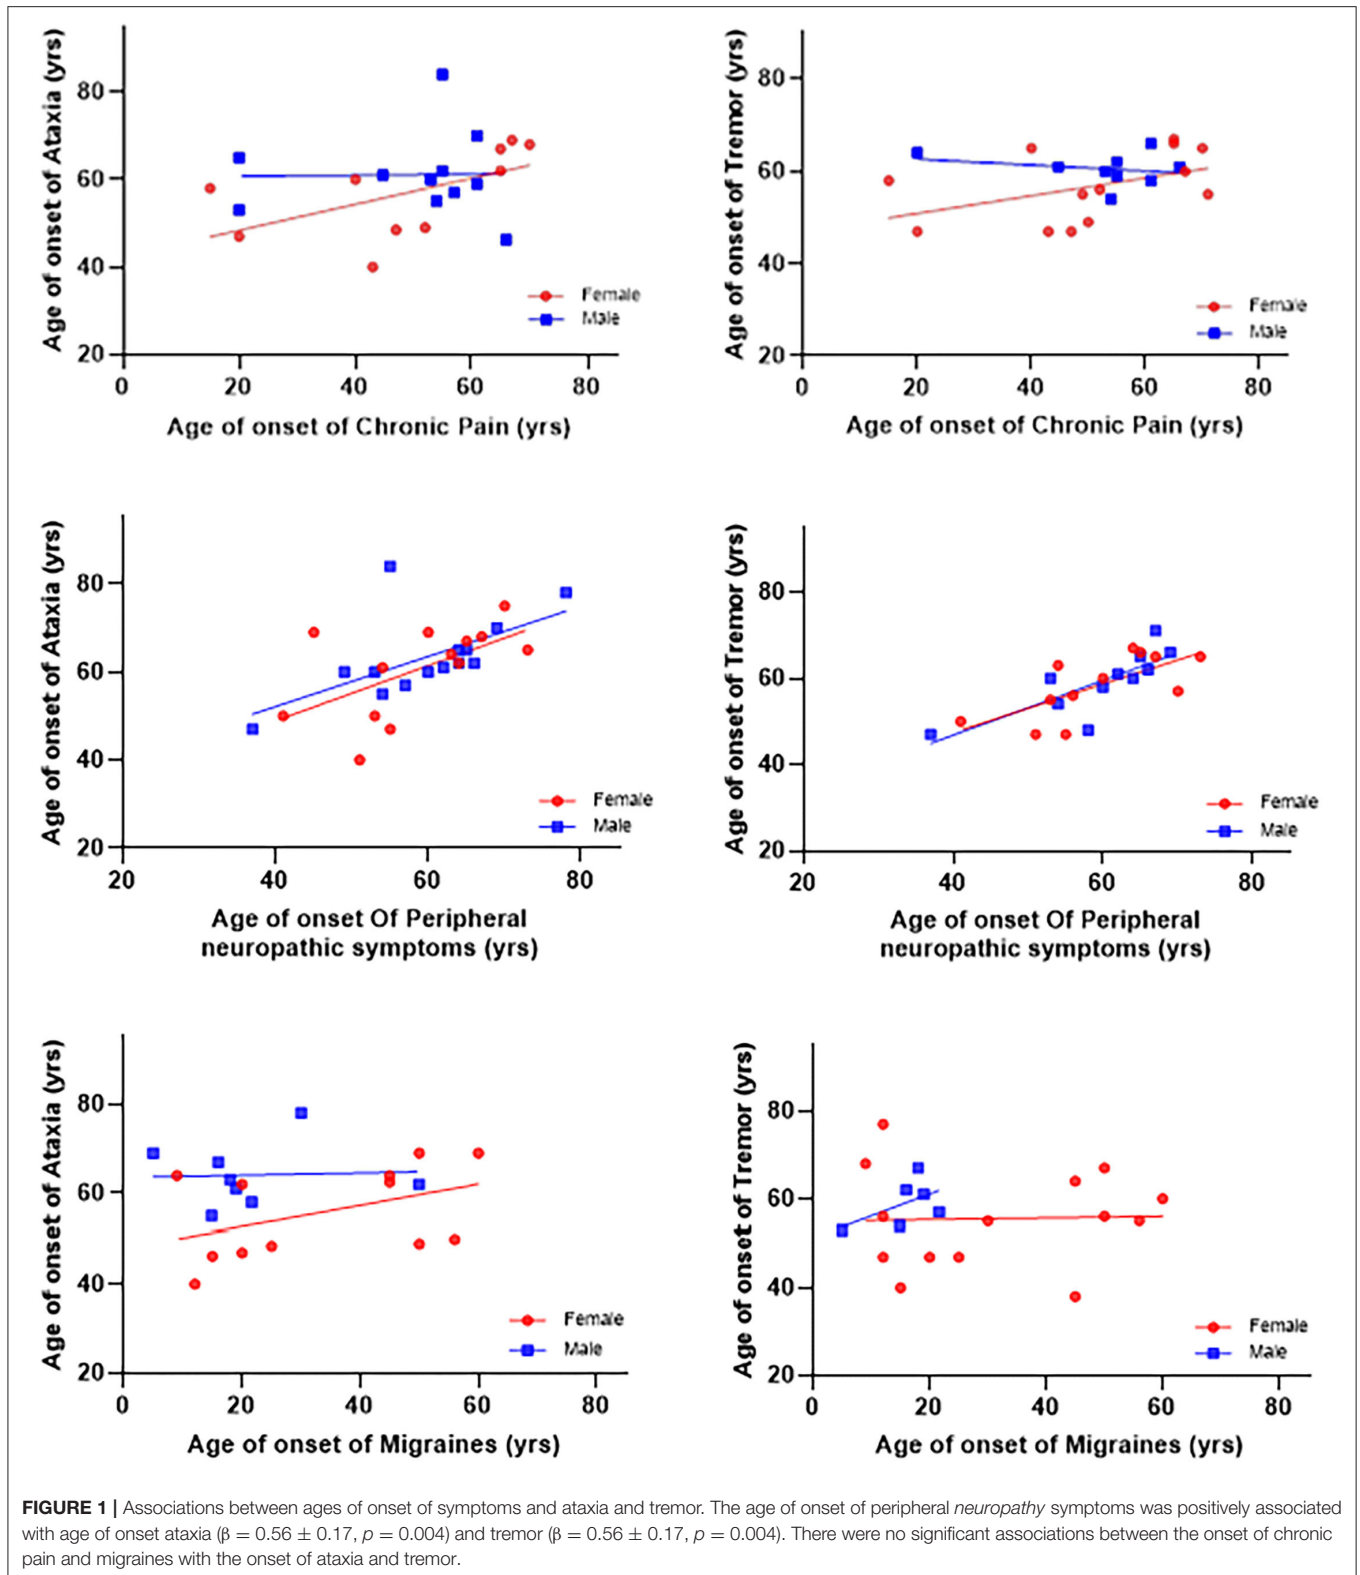 Age of onset of Ataxia (yrs)
80
60
40
20
0 20 40 60 80
Female
Male
Age of onset of Chronic Pain (yrs)
Age of onset of Tremor (yrs)
80
60
40
20
0 20 40 60 80
Female
Male
Age of onset of Chronic Pain (yrs)
Age of onset of Ataxia (yrs)
80
60
40
20
20 40 60 80
Female
Male
Age of onset Of Peripheral
neuropathic symptoms (yrs)
Age of onset of Tremor (yrs)
80
60
40
20
20 40 60 80
Female
Male
Age of onset Of Peripheral
neuropathic symptoms (yrs)
Age of onset of Ataxia (yrs)
80
60
40
20
0 20 40 60 80
Female
Male
Age of onset of Migraines (yrs)
Age of onset of Tremor (yrs)
80
60
40
20
0 20 40 60 80
Female
Male
Age of onset of Migraines (yrs)
FIGURE 1 | Associations between ages of onset of symptoms and ataxia and tremor. The age of onset of peripheral neuropathy symptoms was positively associated
with age of onset ataxia (β = 0.56 ± 0.17, p = 0.004) and tremor (β = 0.56 ± 0.17, p = 0.004). There were no significant associations between the onset of chronic
pain and migraines with the onset of ataxia and tremor.